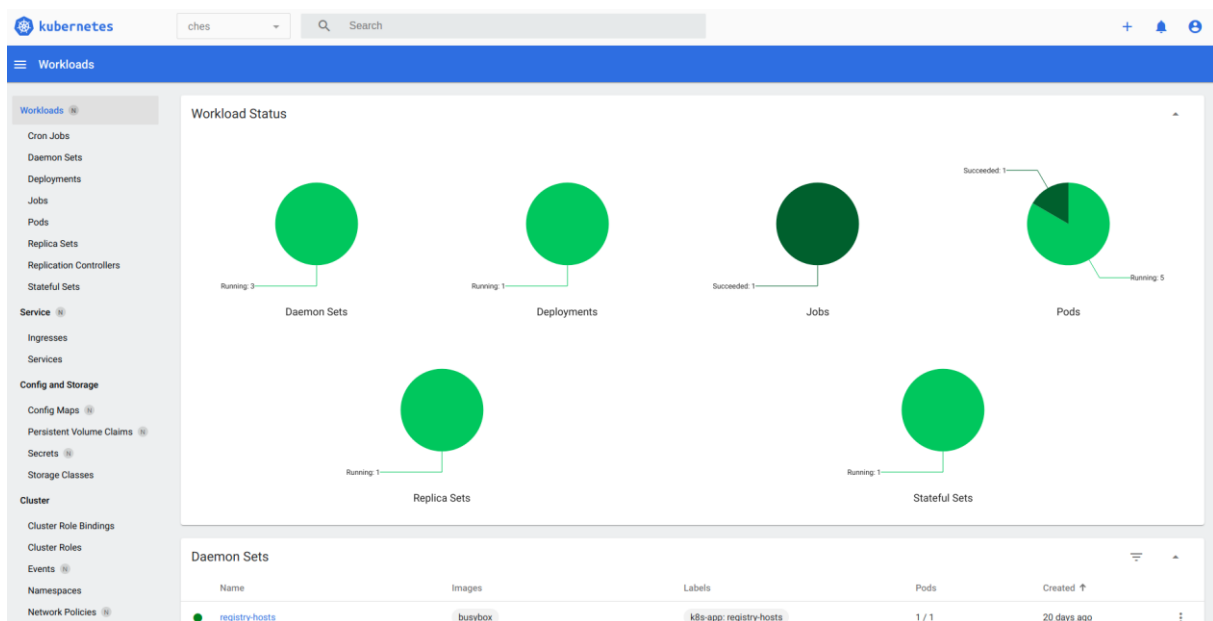 kubernetes
ches
Search
Workloads
Workloads N
Cron Jobs
Daemon Sets
Deployments
Jobs
Pods
Replica Sets
Replication Controllers
Stateful Sets
Service N
Ingresses
Services
Config and Storage
Config Maps N
Persistent Volume Claims N
Secrets N
Storage Classes
Cluster
Cluster Role Bindings
Cluster Roles
Events N
Namespaces
Network Policies N
Workload Status
Running: 3
Daemon Sets
Running: 1
Deployments
Succeeded: 1
Jobs
Succeeded: 1
Running: 5
Pods
Running: 1
Replica Sets
Running: 1
Stateful Sets
Daemon Sets
Name Images Labels Pods Created ↑
registry-hosts busybox k8s-app: registry-hosts 1 / 1 20 days ago